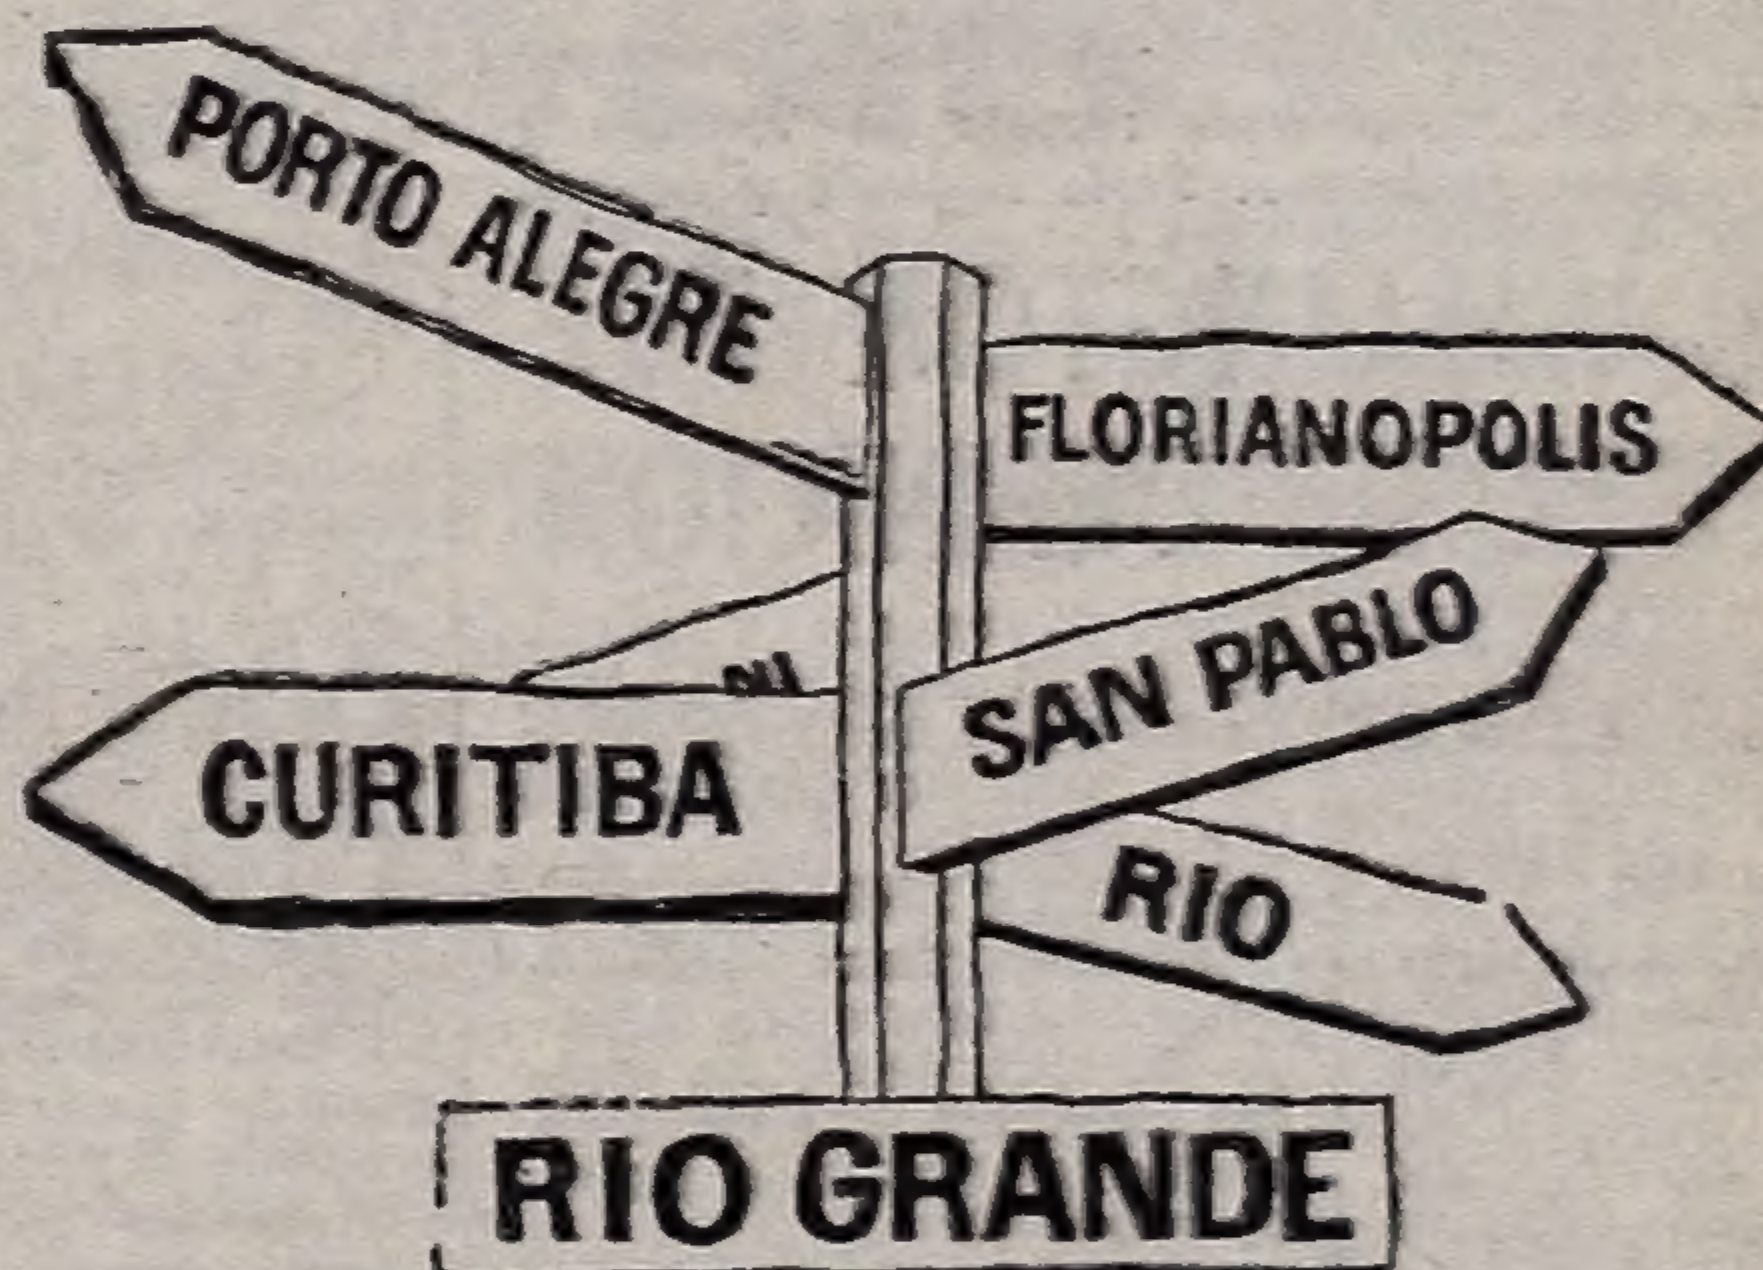 PORTO ALEGRE
FLORIANOPOLIS
SAN PABLO
CURITIBA
RIO
RIO GRANDE